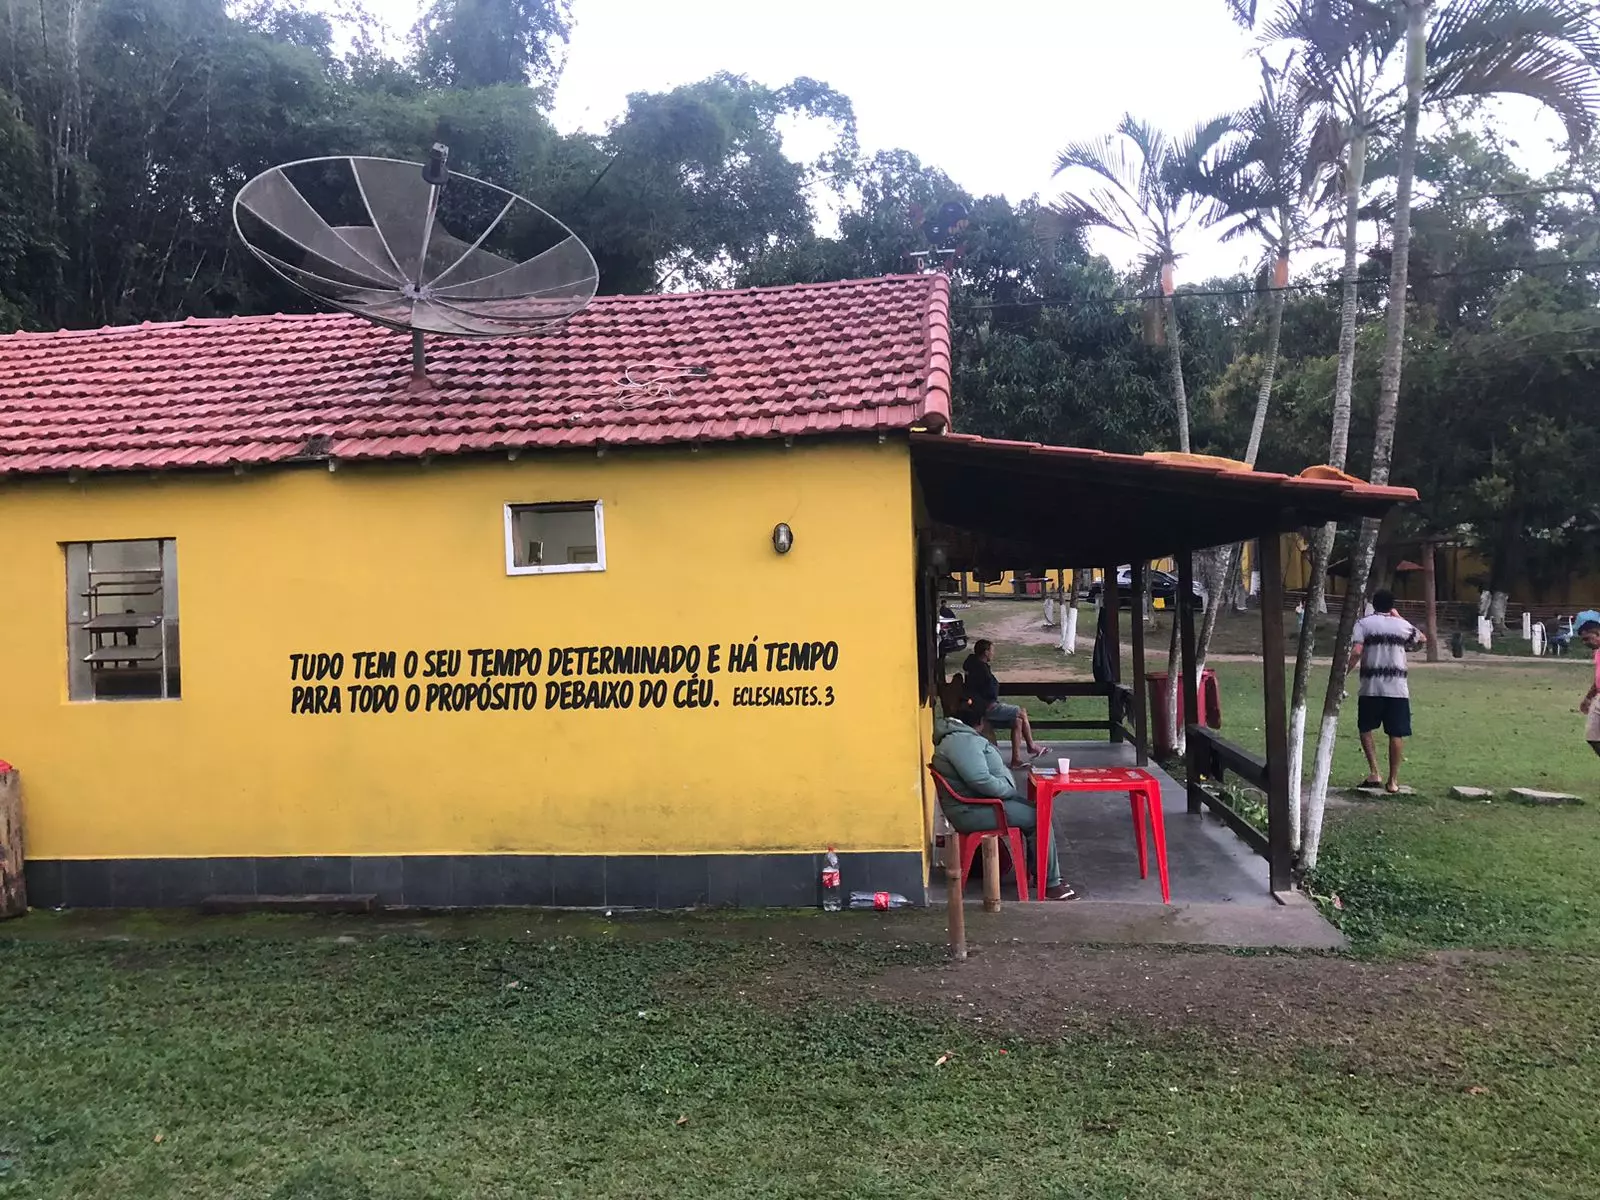 TUDO TEM O SEU TEMPO DETERMINADO E HÁ TEMPO
PARA TODO O PROPÓSITO DEBAIXO DO CÉU. ECLESIASTES. 3